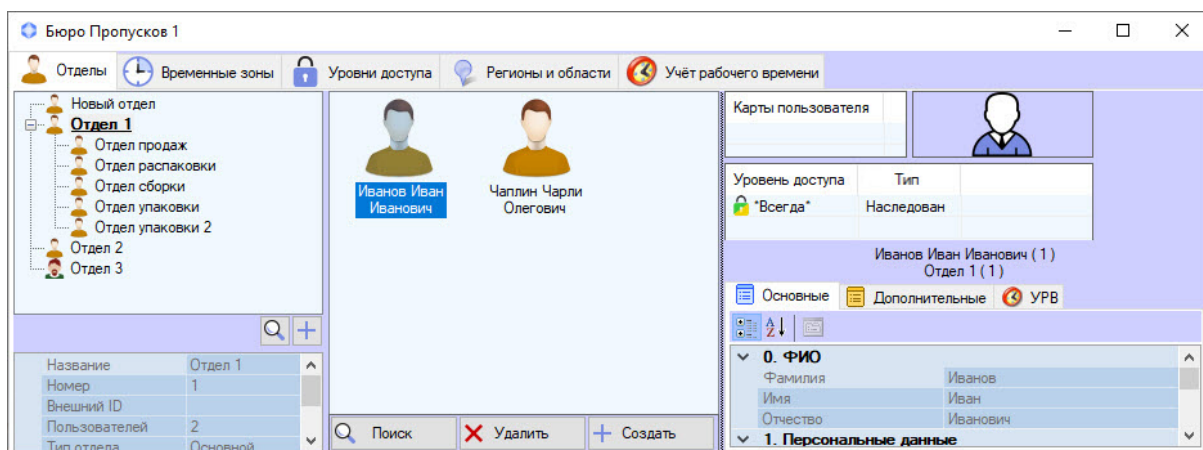 Бюро Пропусков 1
Отделы
Временные зоны
Уровни доступа
Регионы и области
Учёт рабочего времени
Новый отдел
Отдел 1
Отдел продаж
Отдел распаковки
Отдел сборки
Отдел упаковки
Отдел упаковки 2
Отдел 2
Отдел 3
Название Отдел 1
Номер 1
Внешний ID
Пользователей 2
Тип отдела Основной
Иванов Иван
Иванович
Чаплин Чарли
Олегович
Поиск
Удалить
Создать
Карты пользователя
Уровень доступа Тип
*Всегда* Наследован
Иванов Иван Иванович ( 1 )
Отдел 1 ( 1 )
Основные
Дополнительные
УРВ
0. ФИО
Фамилия Иванов
Имя Иван
Отчество Иванович
1. Персональные данные